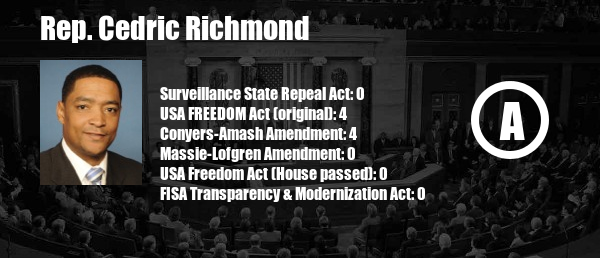 Rep. Cedric Richmond
Surveillance State Repeal Act: 0
USA FREEDOM Act (original): 4
Conyers-Amash Amendment: 4
Massie-Lofgren Amendment: 0
USA Freedom Act (House passed): 0
FISA Transparency & Modernization Act: 0
A